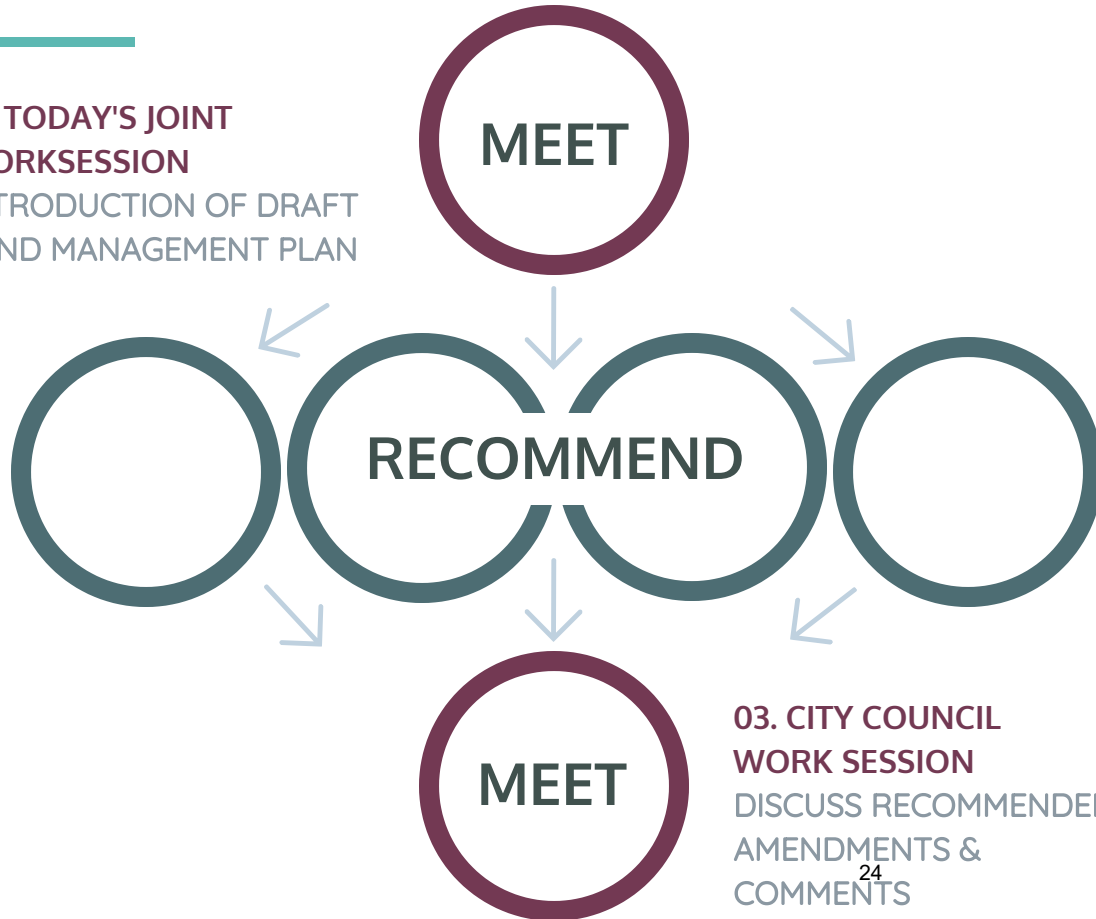 MEET
TODAY'S JOINT
ORKSESSION
TRODUCTION OF DRAFT
ND MANAGEMENT PLAN
RECOMMEND
MEET
03. CITY COUNCIL
WORK SESSION
DISCUSS RECOMMENDE
AMENDMENTS &
COMMENTS
24